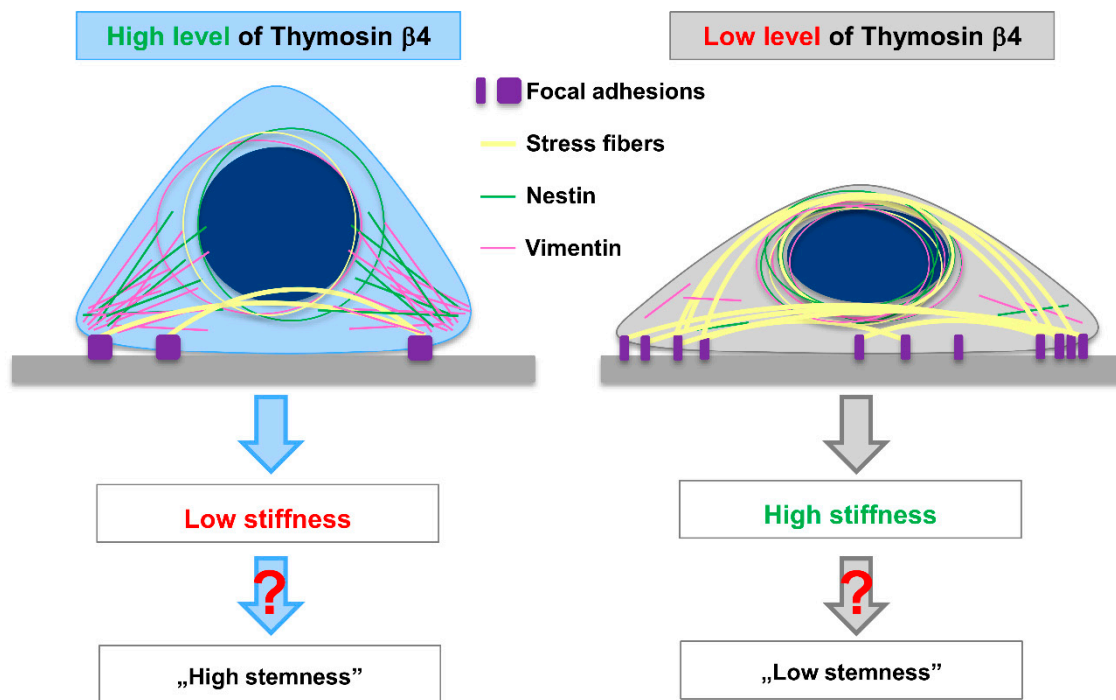 High level of Thymosin β4
Low level of Thymosin β4
Focal adhesions
Stress fibers
Nestin
Vimentin
Low stiffness
High stiffness
?
?
„High stemness”
„Low stemness”